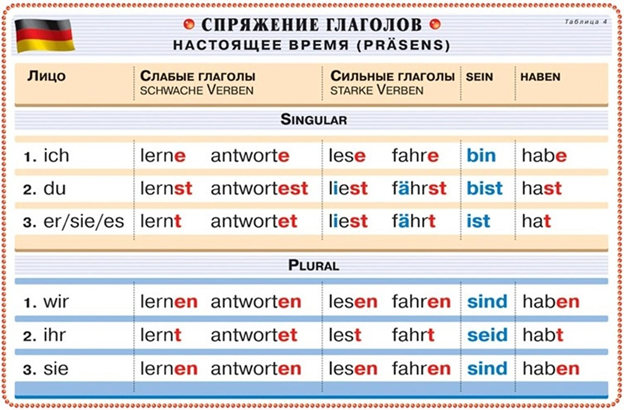 СПРЯЖЕНИЕ ГЛАГОЛОВ
Таблица 4
НАСТОЯЩЕЕ ВРЕМЯ (PRÄSENS)
Лицо Слабые глаголы Сильные глаголы SEIN HABEN
SCHWACHE VERBEN STARKE VERBEN
SINGULAR
1. ich lerne antworte lese fahre bin habe
2. du lernst antwortest liest fährst bist hast
3. er/sie/es lernt antwortet liest fährt ist hat
PLURAL
1. wir lernen antworten lesen fahren sind haben
2. ihr lernt antwortet lest fahrt seid habt
3. sie lernen antworten lesen fahren sind haben